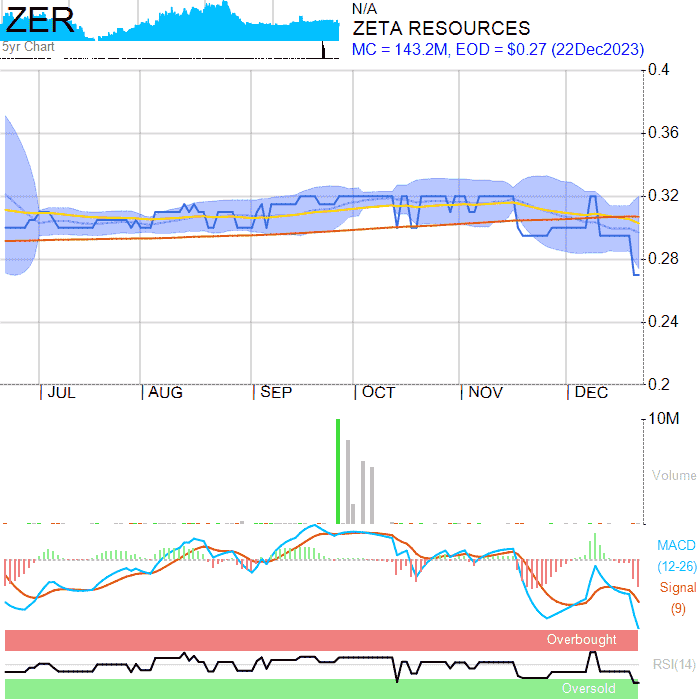 ZER
5yr Chart
N/A
ZETA RESOURCES
MC = 143.2M, EOD = $0.27 (22Dec2023)
0.4
0.36
0.32
0.28
0.24
0.2
JUL
AUG
SEP
OCT
NOV
DEC
10M
Volume
MACD
(12-26)
Signal
(9)
Overbought
RSI(14)
Oversold